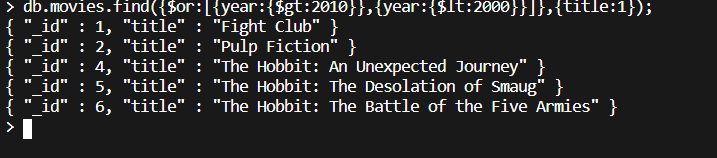 > db.movies.find({$or:[{year:{$gt:2010}},{year:{$lt:2000}}]},{title:1});
{ "_id" : 1, "title" : "Fight Club" }
{ "_id" : 2, "title" : "Pulp Fiction" }
{ "_id" : 4, "title" : "The Hobbit: An Unexpected Journey" }
{ "_id" : 5, "title" : "The Hobbit: The Desolation of Smaug" }
{ "_id" : 6, "title" : "The Hobbit: The Battle of the Five Armies" }
>